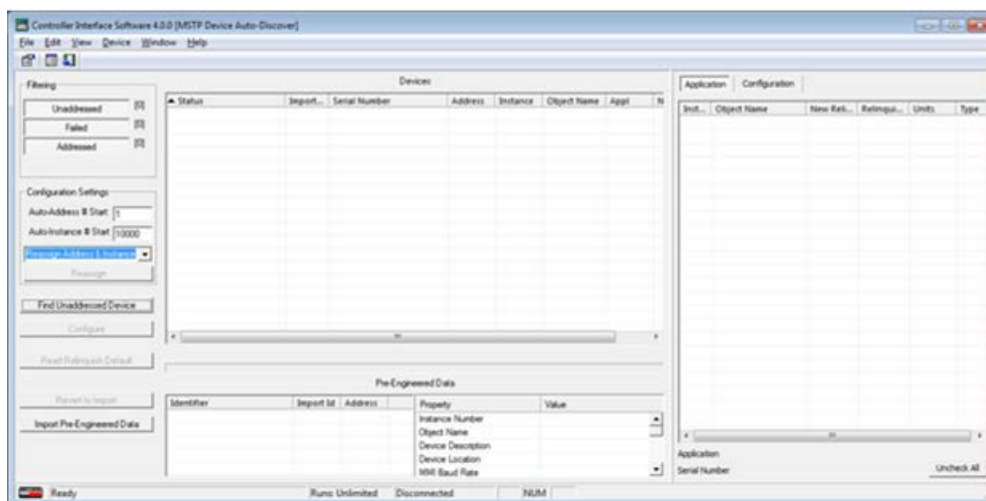 Controller Interface Software 4.0.0 [MSTP Device Auto-Discover]
File Edit View Device Window Help
Filtering
Unaddressed [0]
Failed [0]
Addressed [0]
Configuration Settings
Auto-Address # Start 1
Auto-Instance # Start 10000
Reassign Address & Instance
Reassign
Find Unaddressed Device
Configure
Read Relinquish Default
Revert to Import
Import Pre-Engineered Data
Devices
Status Import... Serial Number Address Instance Object Name Appl N
Pre-Engineered Data
Identifier Import Id Address
Property Value
Instance Number
Object Name
Device Description
Device Location
MMI Baud Rate
Application Configuration
Inst... Object Name New Reli... Relinqui... Units Type
Application
Serial Number
Uncheck All
Ready Runs: Unlimited Disconnected NUM